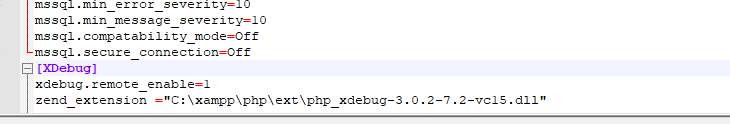 mssql.min_error_severity=10
mssql.min_message_severity=10
mssql.compatability_mode=Off
mssql.secure_connection=Off
[XDebug]
xdebug.remote_enable=1
zend_extension ="C:\xampp\php\ext\php_xdebug-3.0.2-7.2-vc15.dll"